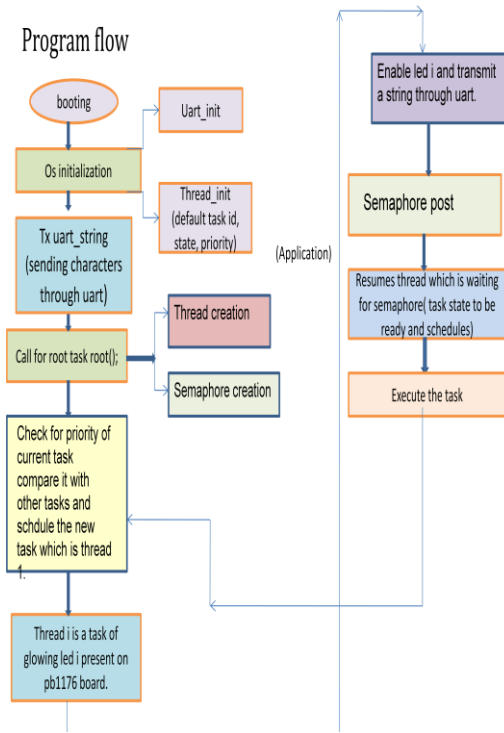 Program flow
booting
Uart_init
Os initialization
Thread_init
(default task id,
state, priority)
Tx uart_string
(sending characters
through uart)
Thread creation
Call for root task root();
Semaphore creation
Check for priority of
current task
compare it with
other tasks and
schdule the new
task which is thread
1.
Thread i is a task of
glowing led i present on
pb1176 board.
(Application)
Enable led i and transmit
a string through uart.
Semaphore post
Resumes thread which is waiting
for semaphore( task state to be
ready and schedules)
Execute the task